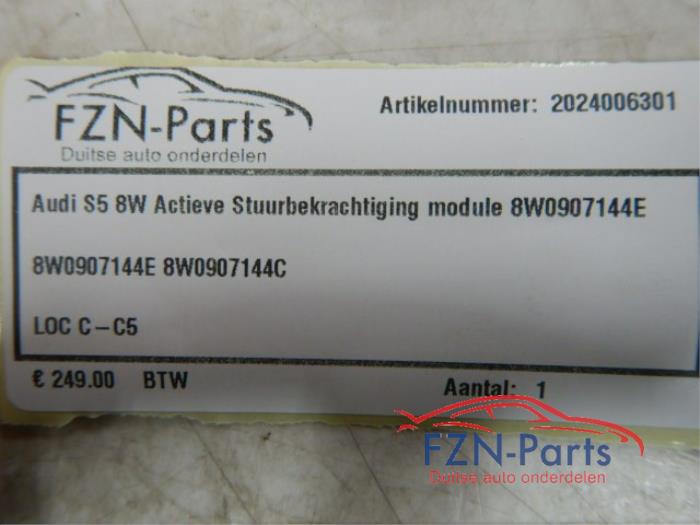 FZN-Parts
Duitse auto onderdelen
Artikelnummer: 2024006301
Audi S5 8W Actieve Stuurbekrachtiging module 8W0907144E
8W0907144E 8W0907144C
LOC C-C5
€ 249.00 BTW
Aantal: 1
FZN-Parts
Duitse auto onderdelen